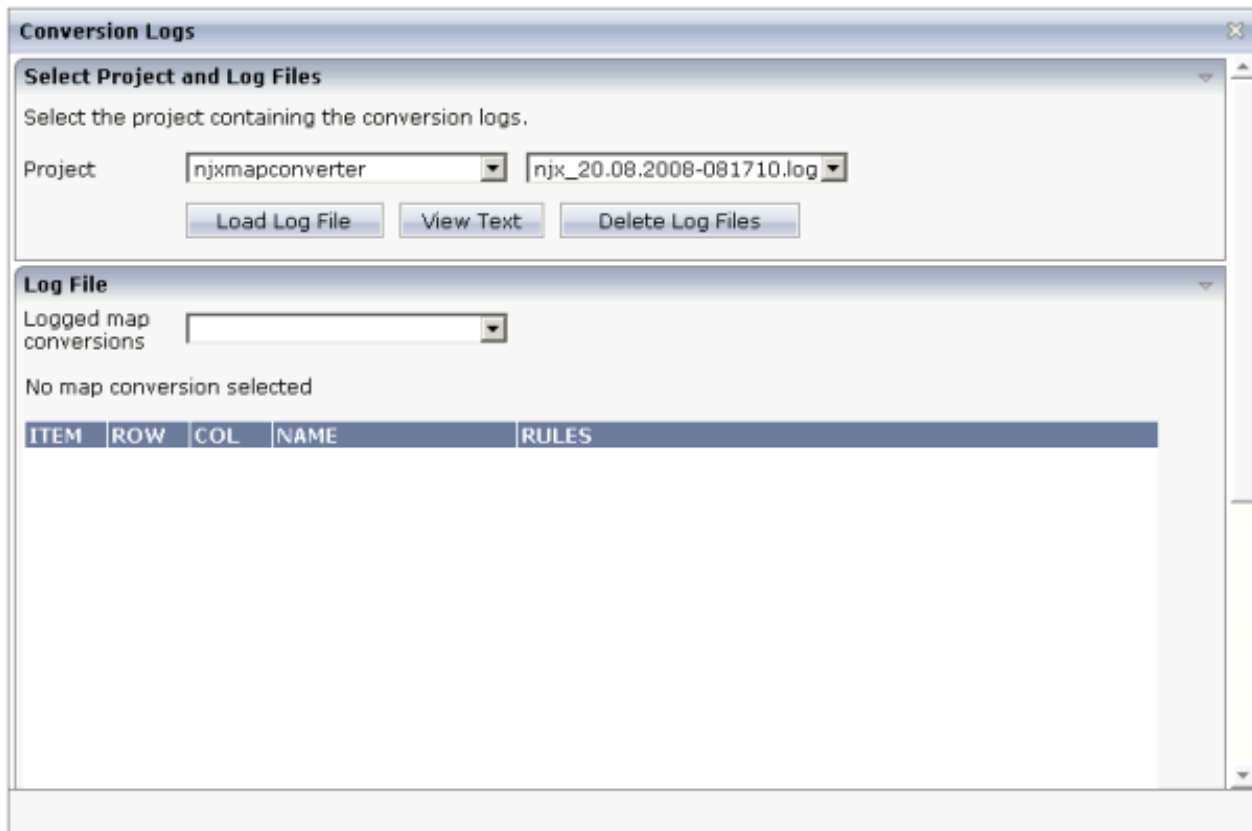 Conversion Logs
Select Project and Log Files
Select the project containing the conversion logs.
Project njxmapconverter njx_20.08.2008-081710.log
Load Log File View Text Delete Log Files
Log File
Logged map
conversions
No map conversion selected
ITEM ROW COL NAME RULES